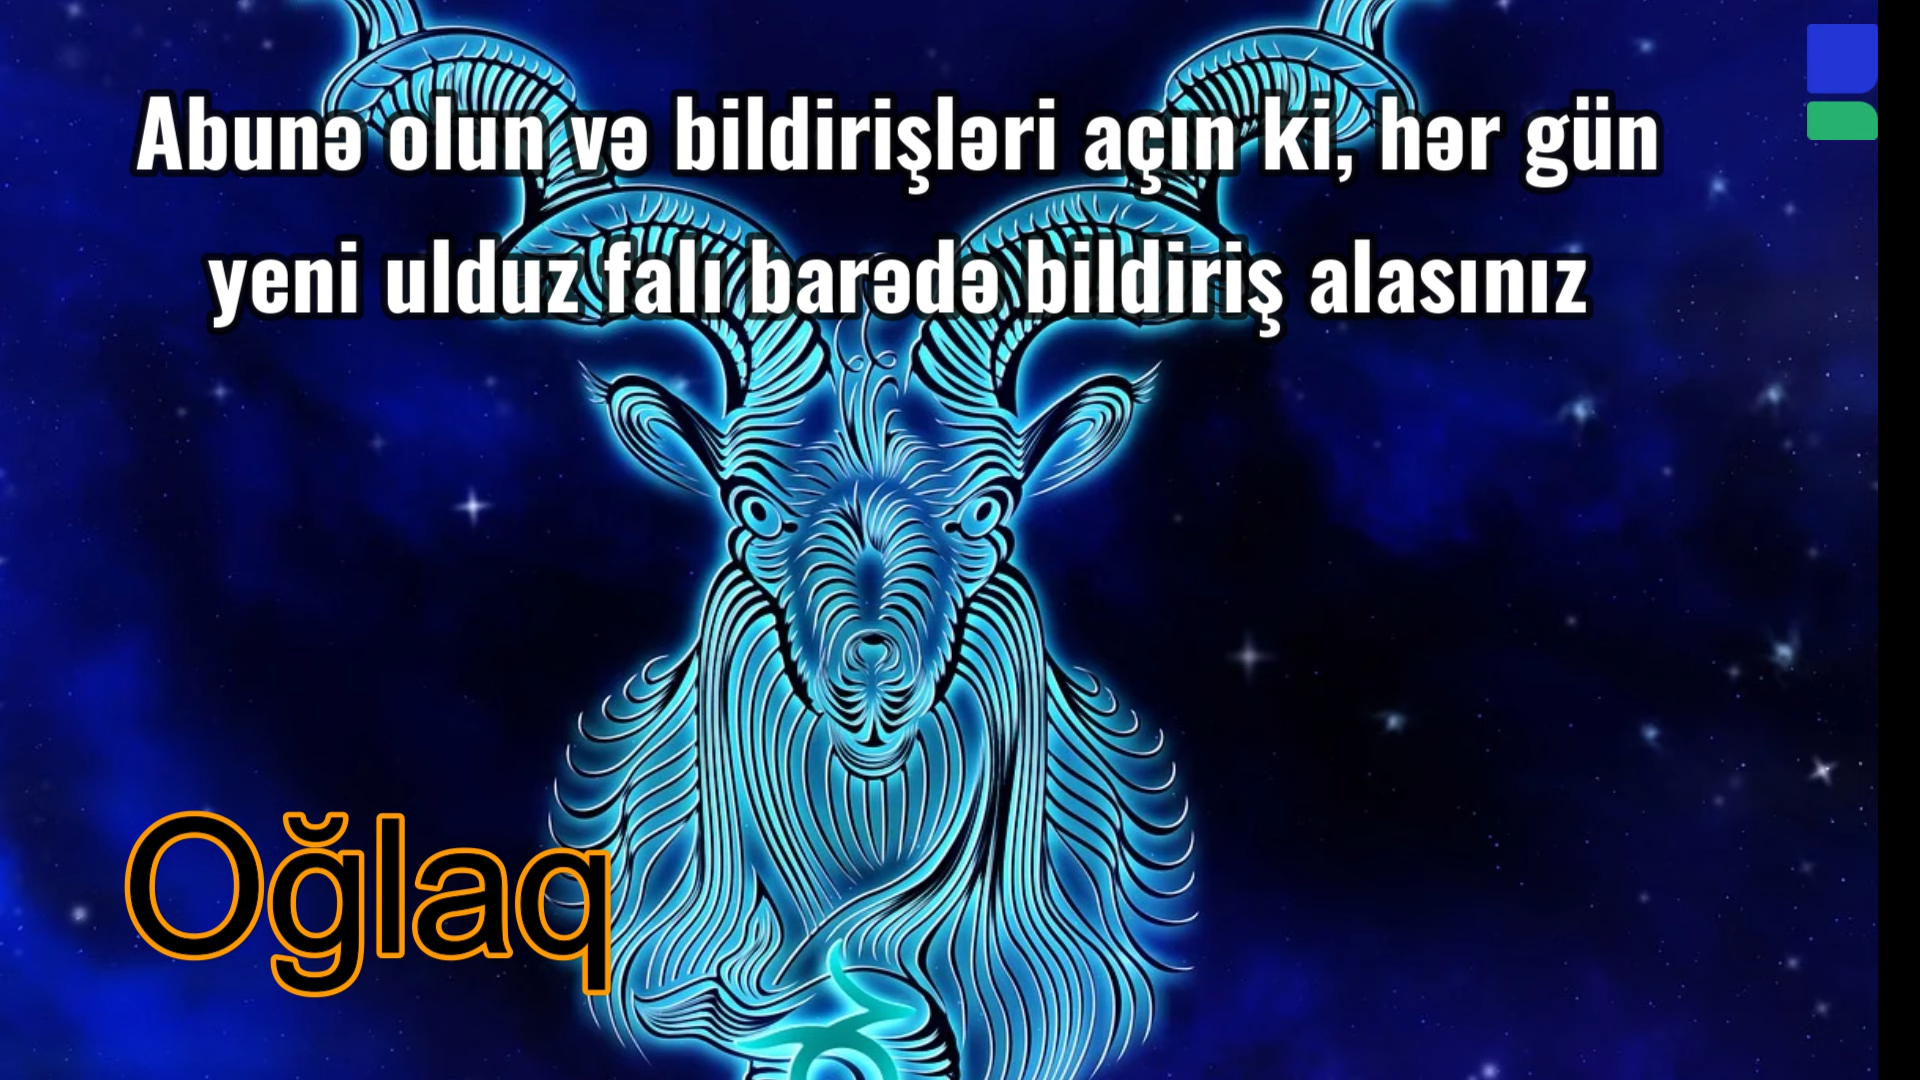 Abunə olun və bildirişləri açın ki, hər gün
yeni ulduz falı barədə bildiriş alasınız
Oğlaq